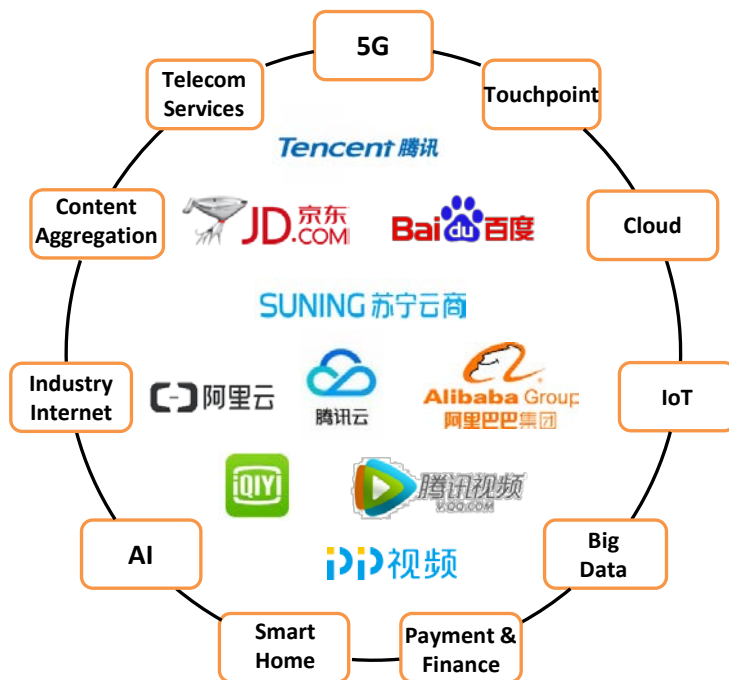 5G
Telecom
Services
Touchpoint
Tencent 腾讯
Content
Aggregation
JD.COM 京东
Bai du 百度
Cloud
SUNING 苏宁云商
Industry
Internet
阿里云
腾讯云
Alibaba Group
阿里巴巴集团
IoT
iQIYI
腾讯视频
V.QQ.COM
AI
PP视频
Big
Data
Smart
Home
Payment &
Finance